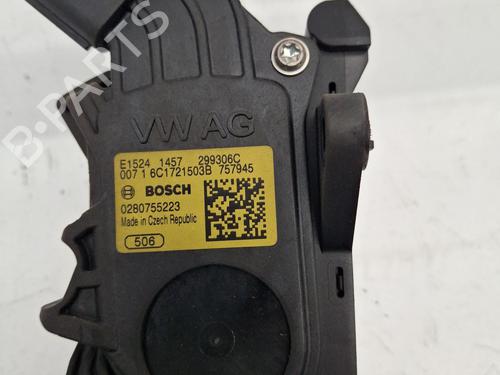 B-PARTS
VW AG
E1524 1457 299306C
007 1 6C1721503B 757945
BOSCH
0280755223
Made in Czech Republic
506